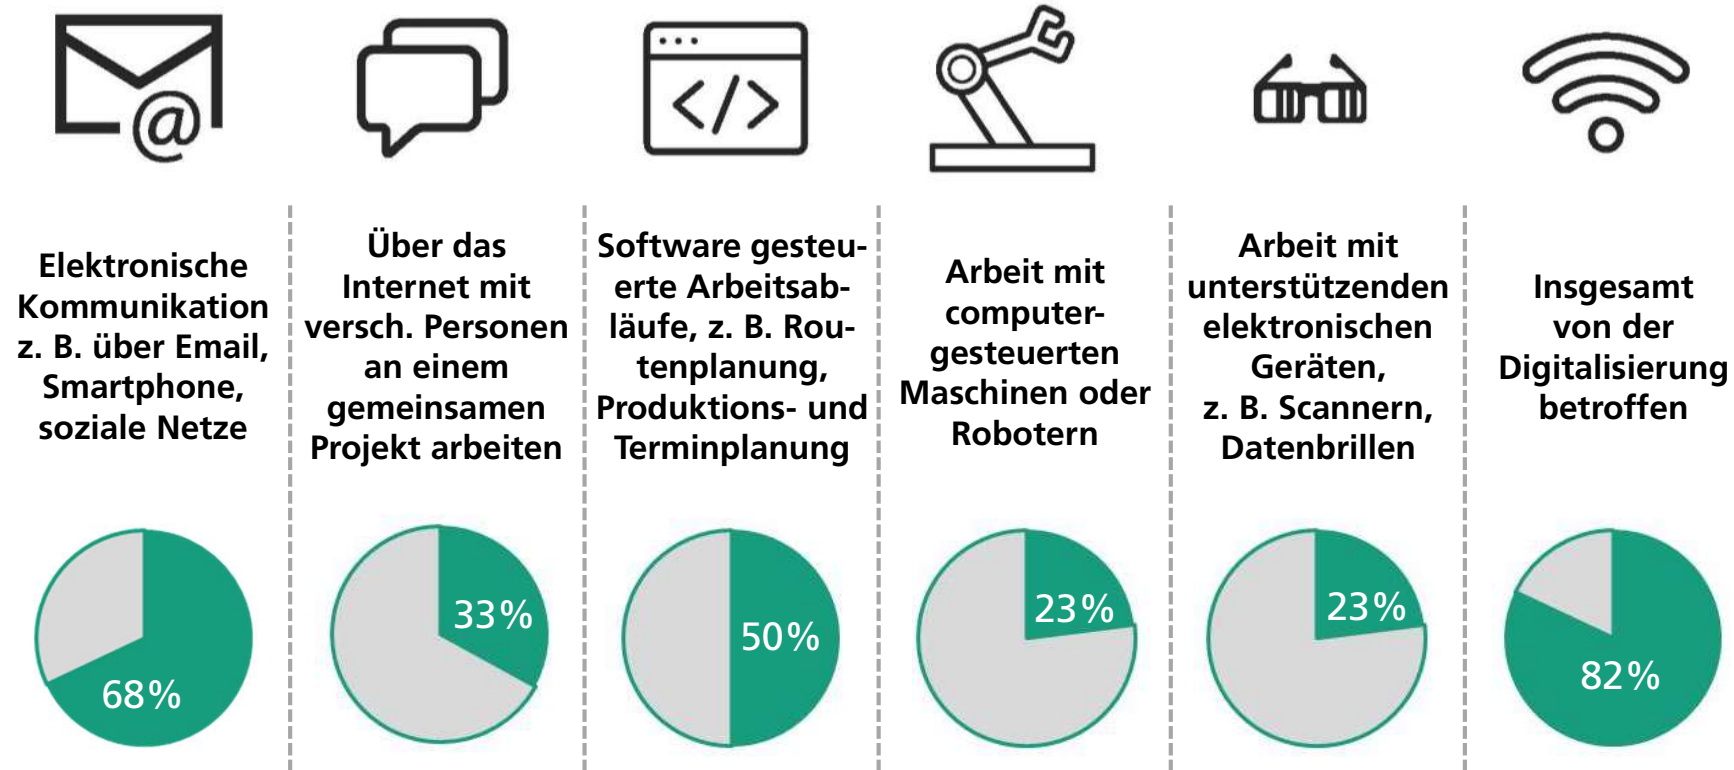 @
</>
Elektronische
Kommunikation
z. B. über Email,
Smartphone,
soziale Netze
68%
Über das
Internet mit
versch. Personen
an einem
gemeinsamen
Projekt arbeiten
33%
Software gesteu-
erte Arbeitsab-
läufe, z. B. Rou-
tenplanung,
Produktions- und
Terminplanung
50%
Arbeit mit
computer-
gesteuerten
Maschinen oder
Robotern
23%
Arbeit mit
unterstützenden
elektronischen
Geräten,
z. B. Scannern,
Datenbrillen
23%
Insgesamt
von der
Digitalisierung
betroffen
82%